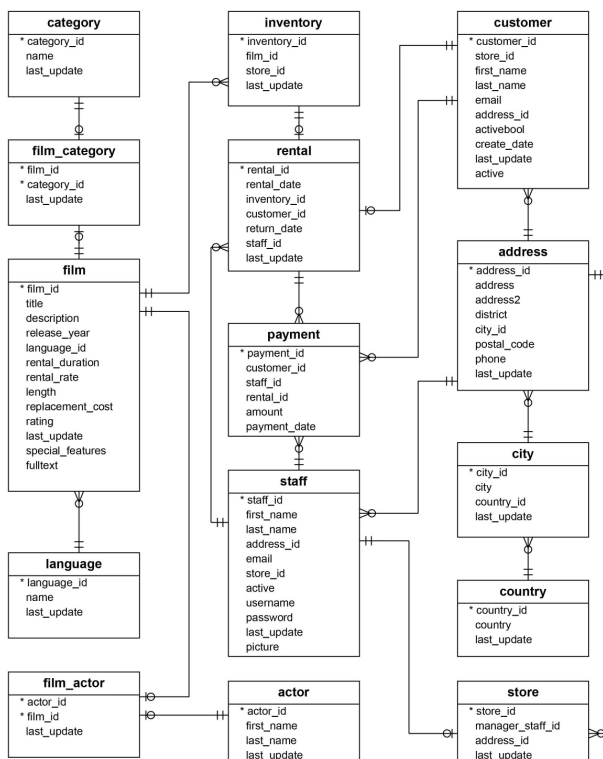 category
* category_id
name
last_update
film_category
* film_id
* category_id
last_update
film
* film_id
title
description
release_year
language_id
rental_duration
rental_rate
length
replacement_cost
rating
last_update
special_features
fulltext
language
* language_id
name
last_update
film_actor
* actor_id
* film_id
last_update
inventory
* inventory_id
film_id
store_id
last_update
rental
* rental_id
rental_date
inventory_id
customer_id
return_date
staff_id
last_update
payment
* payment_id
customer_id
staff_id
rental_id
amount
payment_date
staff
* staff_id
first_name
last_name
address_id
email
store_id
active
username
password
last_update
picture
actor
* actor_id
first_name
last_name
last_update
customer
* customer_id
store_id
first_name
last_name
email
address_id
activebool
create_date
last_update
active
address
* address_id
address
address2
district
city_id
postal_code
phone
last_update
city
* city_id
city
country_id
last_update
country
* country_id
country
last_update
store
* store_id
manager_staff_id
address_id
last_update